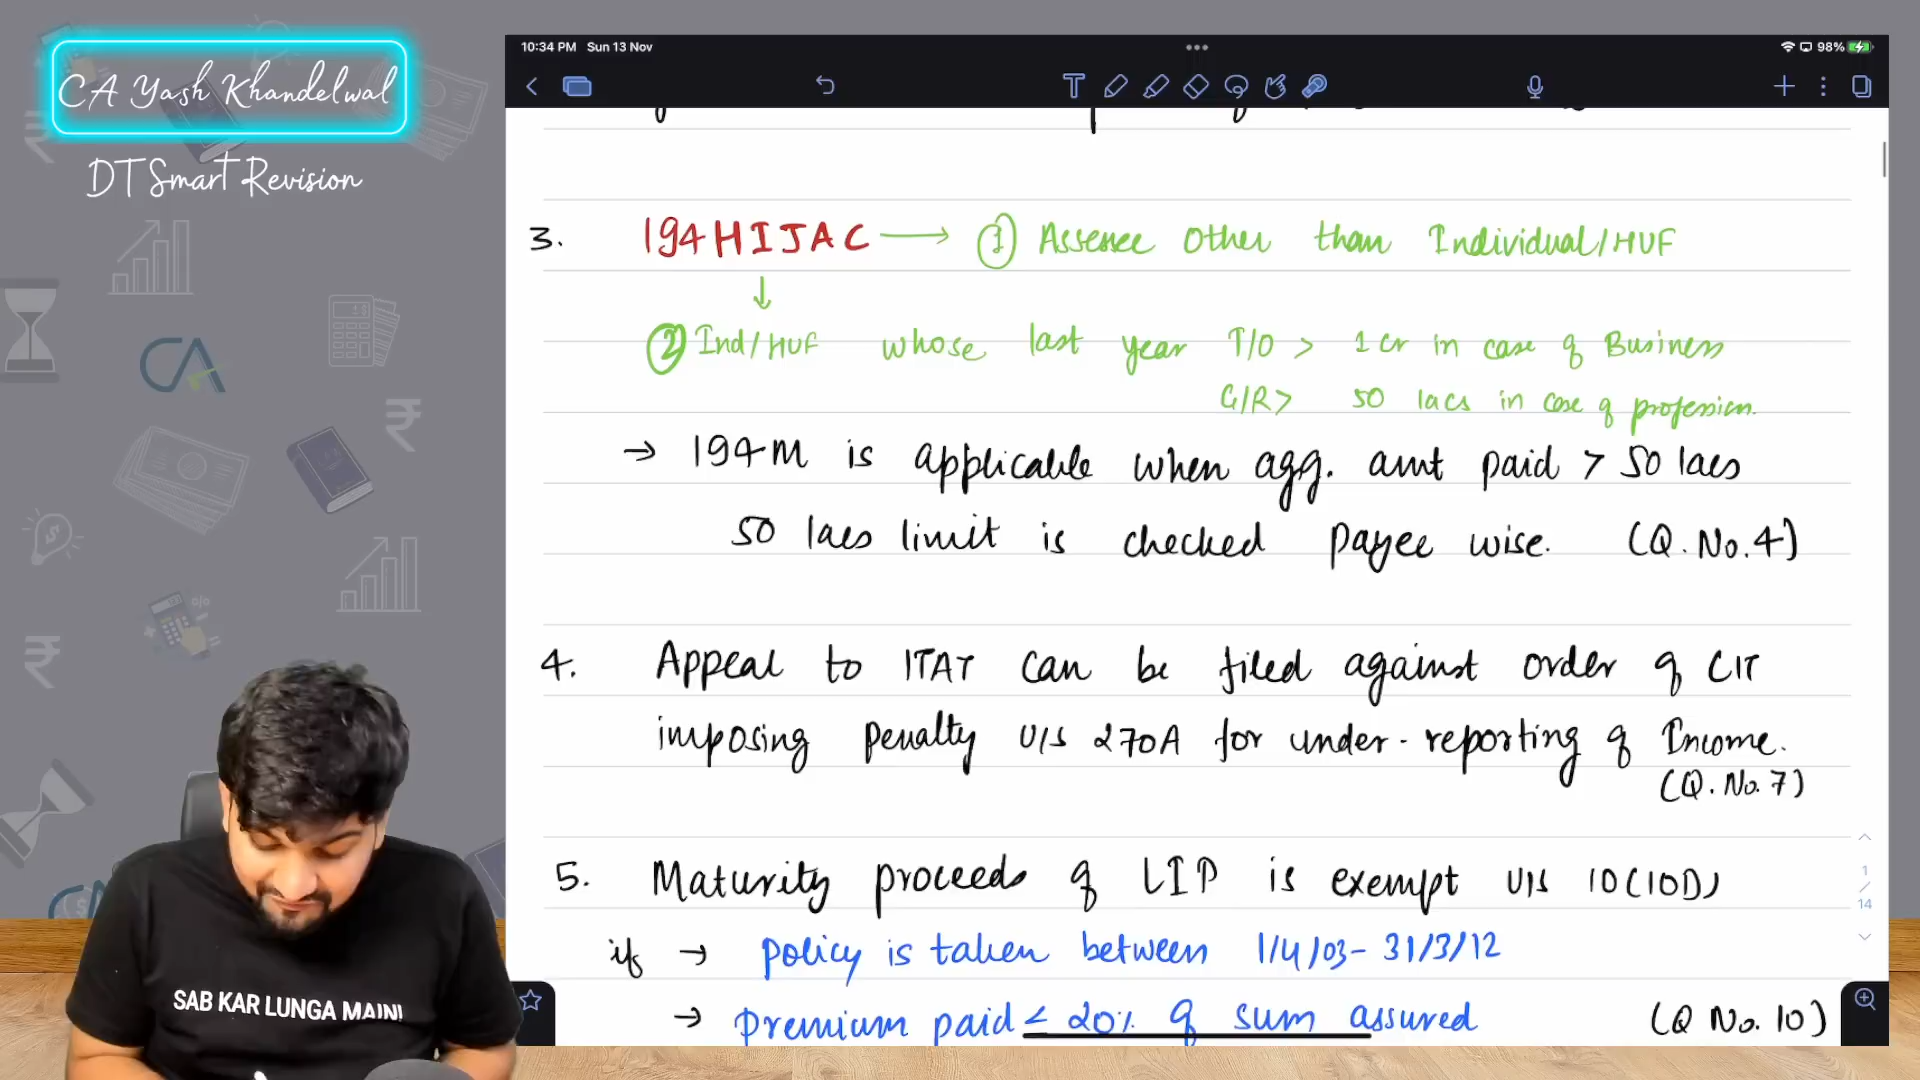 CA Yash Khandelwal
DT Smart Revision
10:34 PM Sun 13 Nov
98%
3. 194 H I J A C → ① Assessee Other than Individual/HUF
↓
② Ind/HUF whose last year T/O > 1 cr in case of Business
G/R > 50 lacs in case of profession.
→ 194M is applicable when agg. amt paid > 50 lacs
50 lacs limit is checked payee wise. (Q. No. 4)
4. Appeal to ITAT can be filed against order of CIT
imposing Penalty U/S 270A for under-reporting of Income.
(Q. No. 7)
5. Maturity proceeds of LIP is exempt U/S 10(10D)
if → policy is taken between 1/4/03 - 31/3/12
→ premium paid < 20% of sum assured (Q No. 10)
1
/
14
CA
SAB KAR LUNGA MAIN!